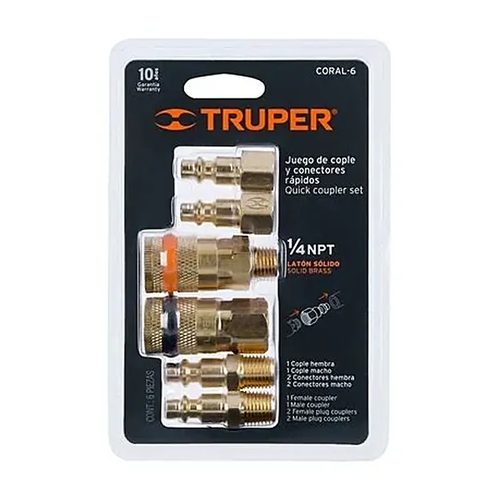 10 años
Garantía
Warranty
CORAL-6
TRUPER
Juego de cople
y conectores
rápidos
Quick coupler set
1/4 NPT
LATÓN SÓLIDO
SOLID BRASS
1 Cople hembra
1 Cople macho
2 Conectores hembra
2 Conectores macho
1 Female coupler
1 Male coupler
2 Female plug couplers
2 Male plug couplers
CONT.: 6 PIEZAS